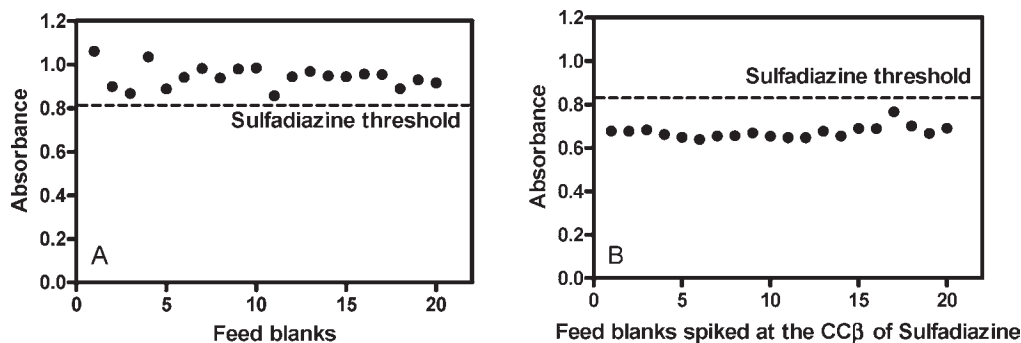 1.2
1.0
0.8
0.6
0.4
0.2
0.0
Absorbance
Sulfadiazine threshold
A
0 5 10 15 20
Feed blanks
1.2
1.0
0.8
0.6
0.4
0.2
0.0
Absorbance
Sulfadiazine threshold
B
0 5 10 15 20
Feed blanks spiked at the CCβ of Sulfadiazine